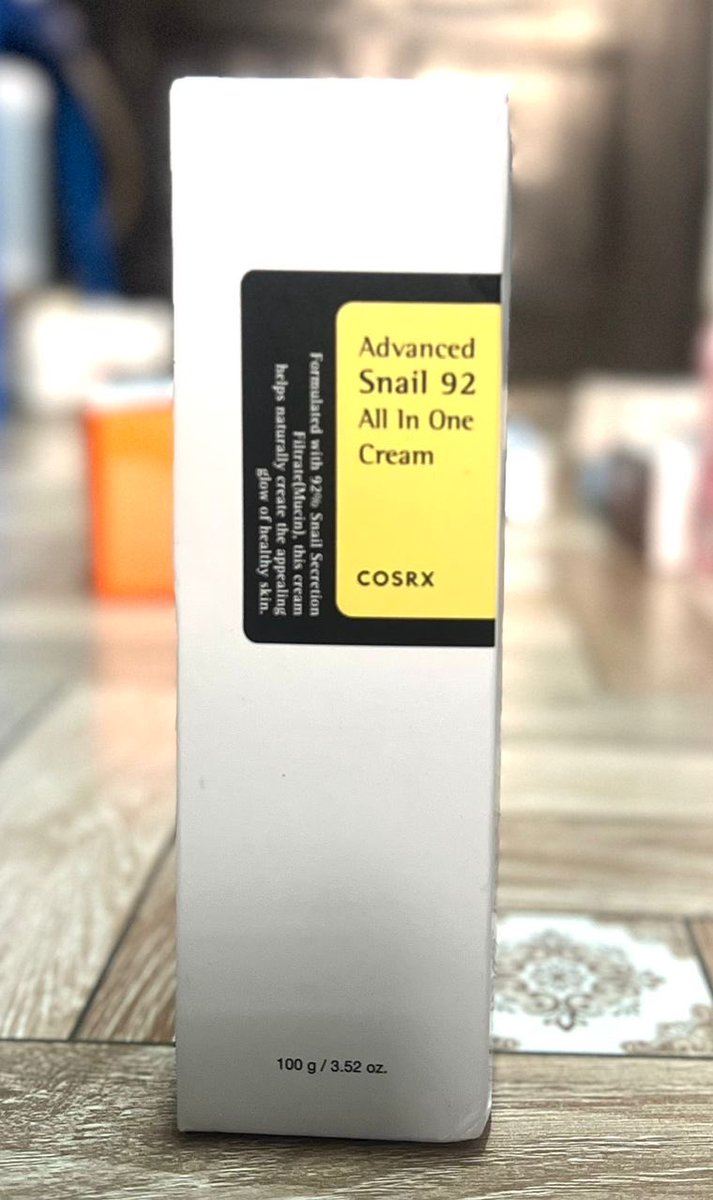 Advanced
Snail 92
All In One
Cream
COSRX
Formulated with 92% Snail Secretion
Filtrate(Mucin), this cream
helps naturally create the appealing
glow of healthy skin.
100 g / 3.52 oz.